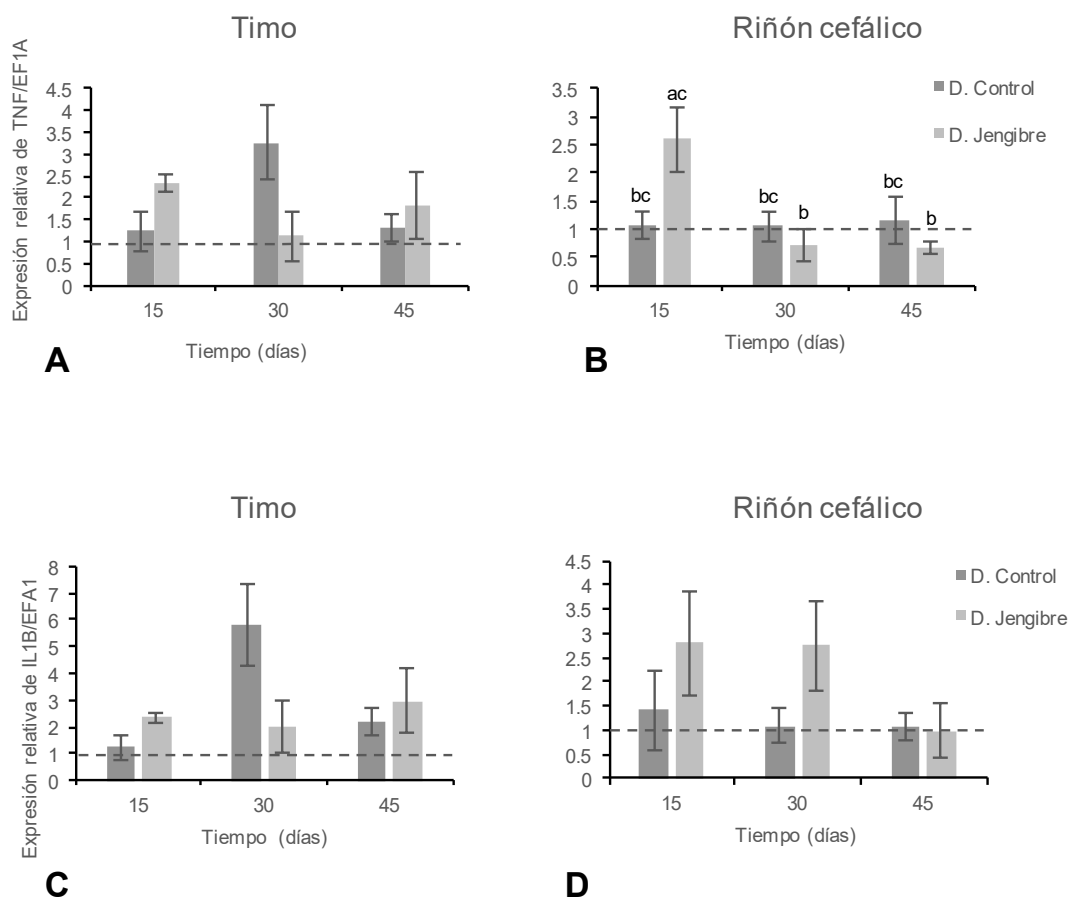 Timo
Expresión relativa de TNF/EF1A
4.5
4
3.5
3
2.5
2
1.5
1
0.5
0
15 30 45
Tiempo (días)
A
Riñón cefálico
3.5
3
2.5
2
1.5
1
0.5
0
bc ac bc b bc b
15 30 45
Tiempo (días)
B
D. Control
D. Jengibre
Timo
Expresión relativa de IL1B/EFA1
8
7
6
5
4
3
2
1
0
15 30 45
Tiempo (días)
C
Riñón cefálico
4.5
4
3.5
3
2.5
2
1.5
1
0.5
0
15 30 45
Tiempo (días)
D
D. Control
D. Jengibre